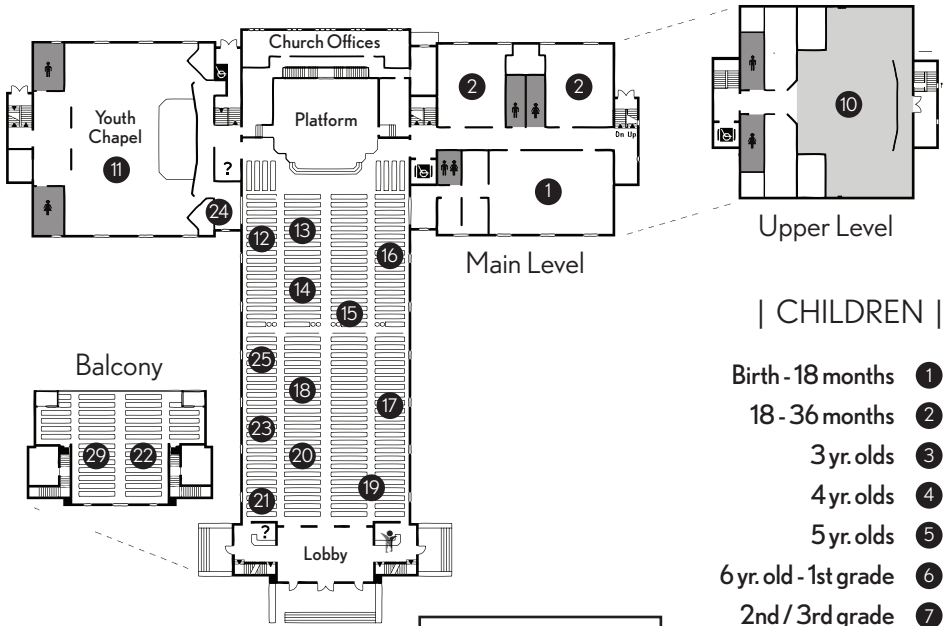 Church Offices
2
2
10
Youth
Chapel
Platform
Dn Up
11
?
1
24
Upper Level
13
12
16
Main Level
14
15
| CHILDREN |
Balcony
25
Birth - 18 months 1
18
17
18 - 36 months 2
23
29
22
20
3 yr. olds 3
19
4 yr. olds 4
21
5 yr. olds 5
?
Lobby
6 yr. old - 1st grade 6
2nd / 3rd grade 7